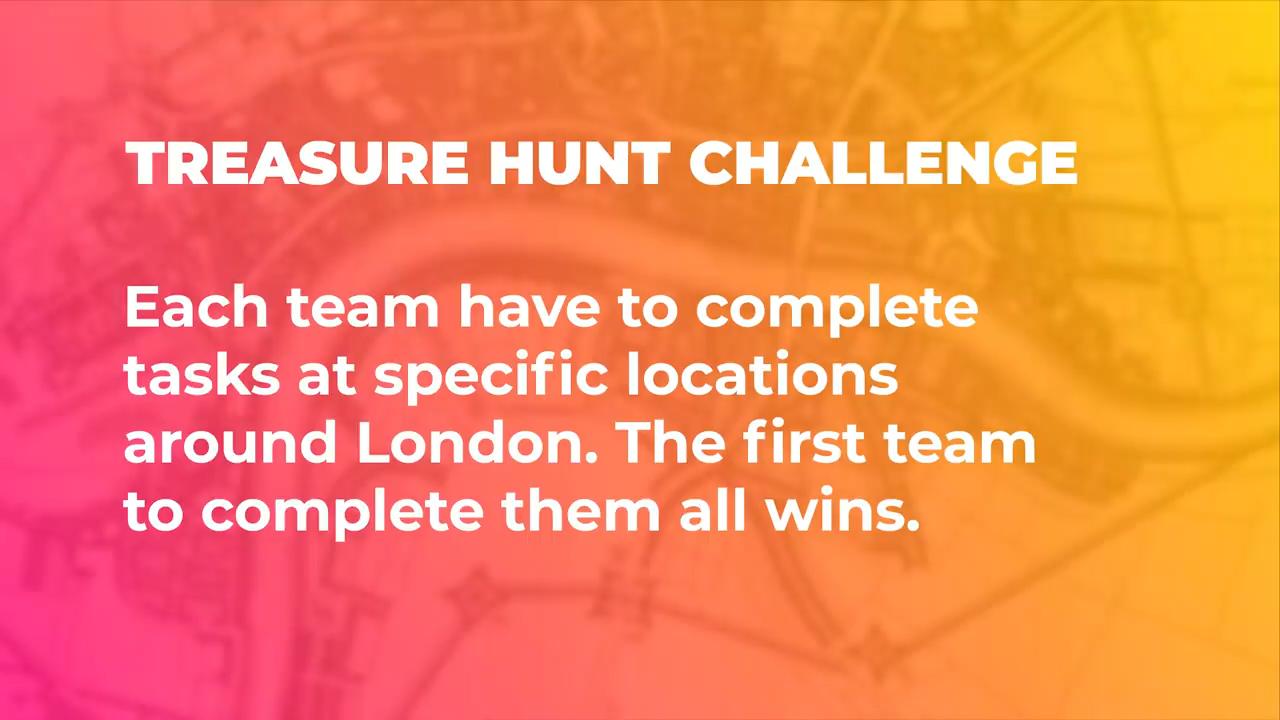 TREASURE HUNT CHALLENGE
Each team have to complete
tasks at specific locations
around London. The first team
to complete them all wins.